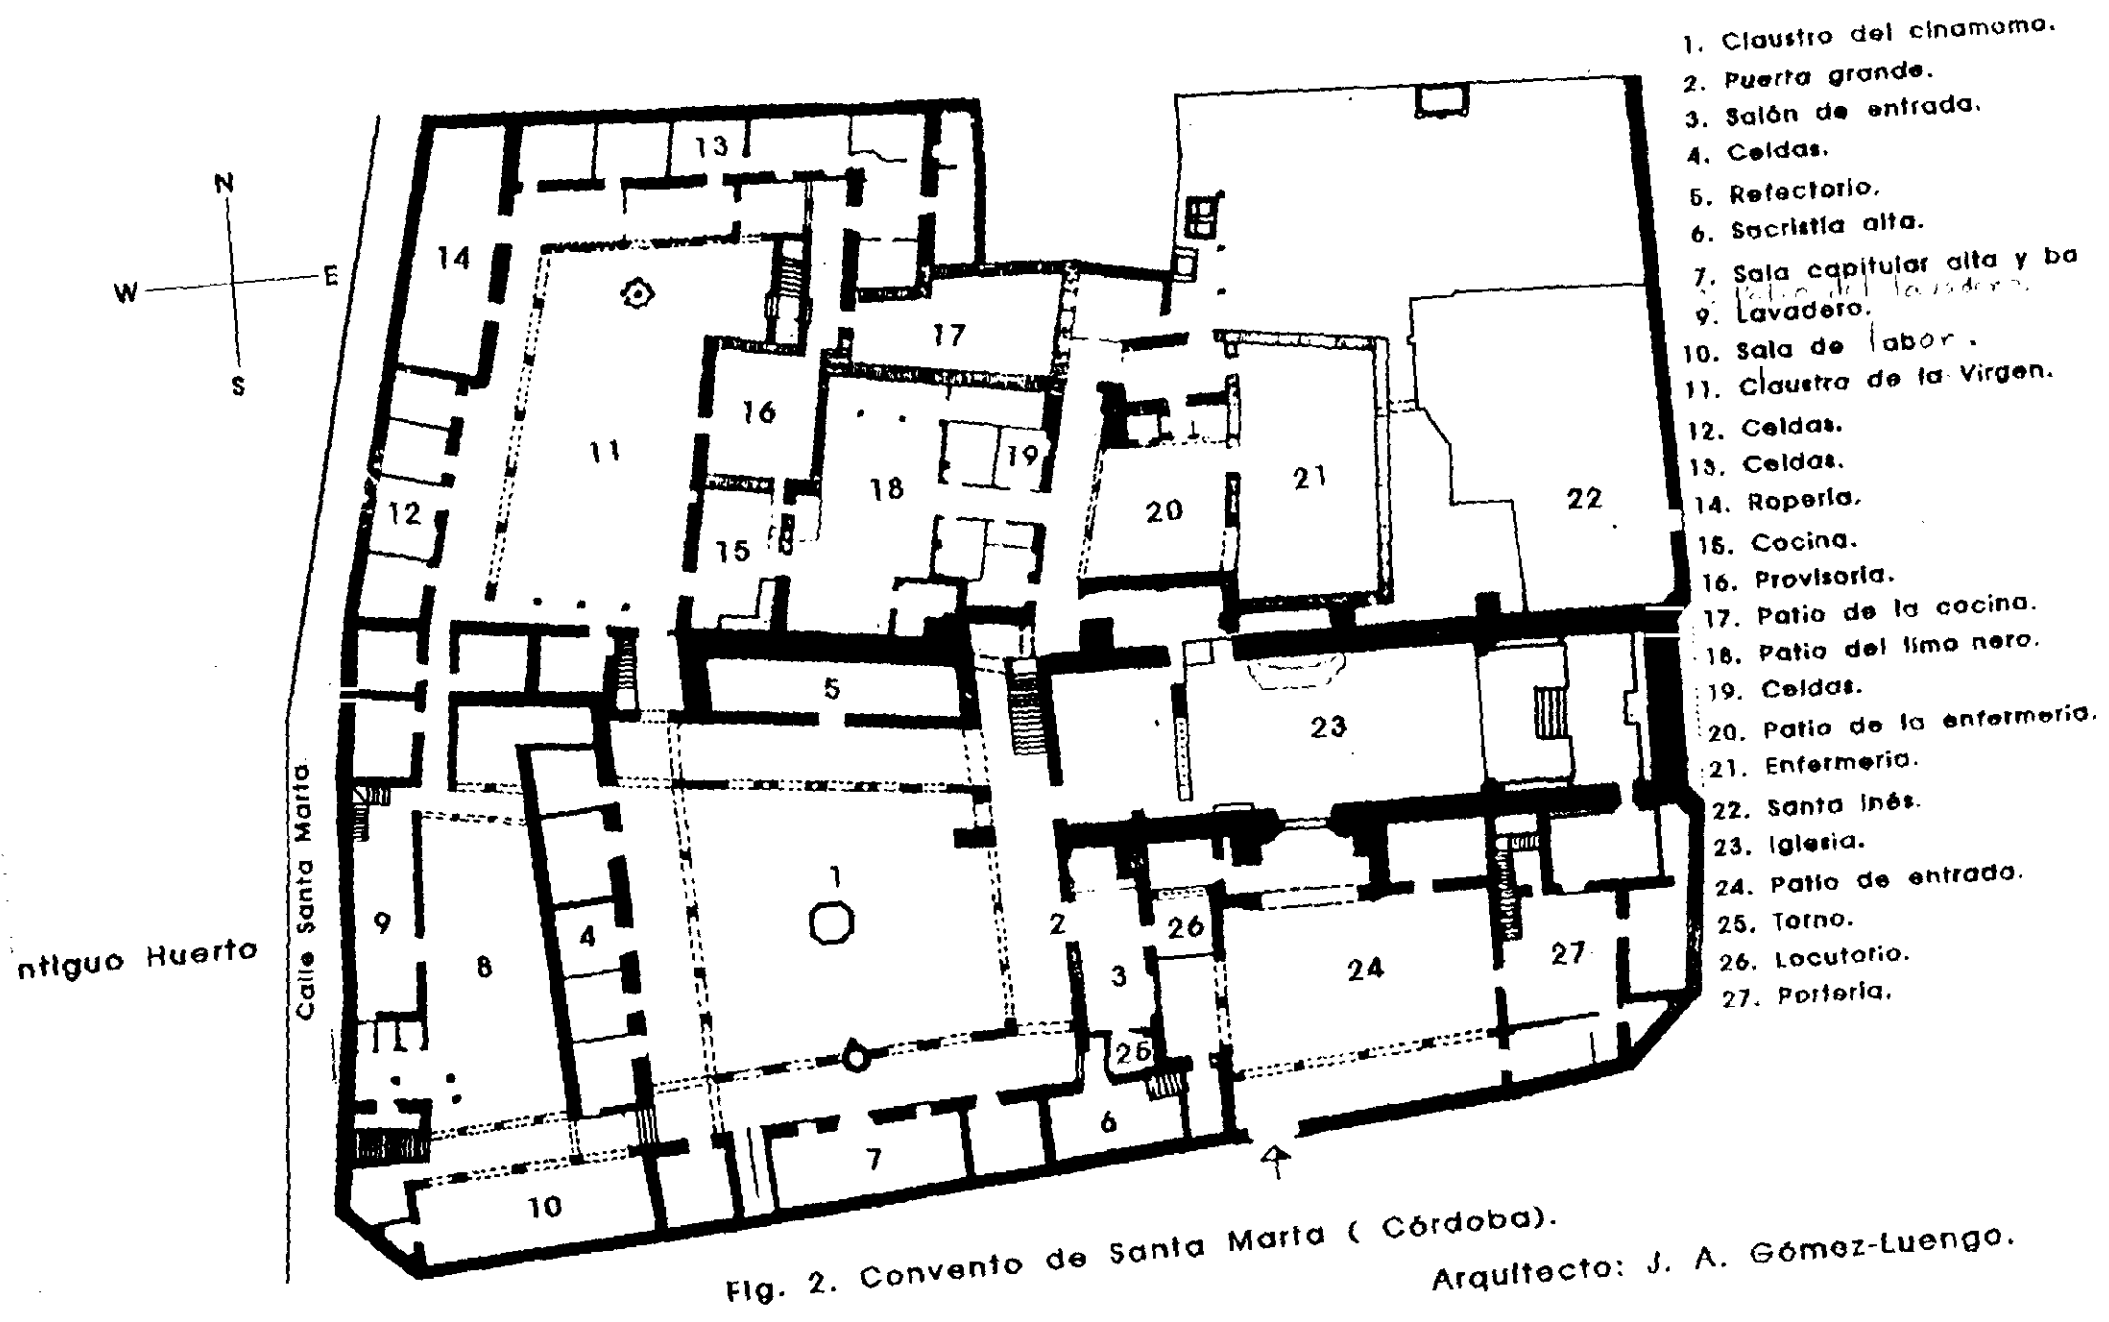 1. Claustro del cinamomo.
2. Puerta grande.
3. Salón de entrada.
4. Celdas.
5. Refectorio.
6. Sacristía alta.
7. Sala capitular alta y ba
9. Lavadero.
10. Sala de labor.
11. Claustro de la Virgen.
12. Celdas.
13. Celdas.
14. Ropería.
15. Cocina.
16. Provisoria.
17. Patio de la cocina.
18. Patio del limo nero.
19. Celdas.
20. Patio de la enfermería.
21. Enfermería.
22. Santa Inés.
23. Iglesia.
24. Patio de entrada.
25. Torno.
26. Locutorio.
27. Portería.
N
W
E
S
13
14
17
11
16
19
18
12
15
20
21
22
5
23
1
9
8
4
2
3
26
24
27
25
6
7
10
Calle Santa Marta
ntiguo Huerto
Fig. 2. Convento de Santa Marta ( Córdoba).
Arquitecto: J. A. Gómez-Luengo.